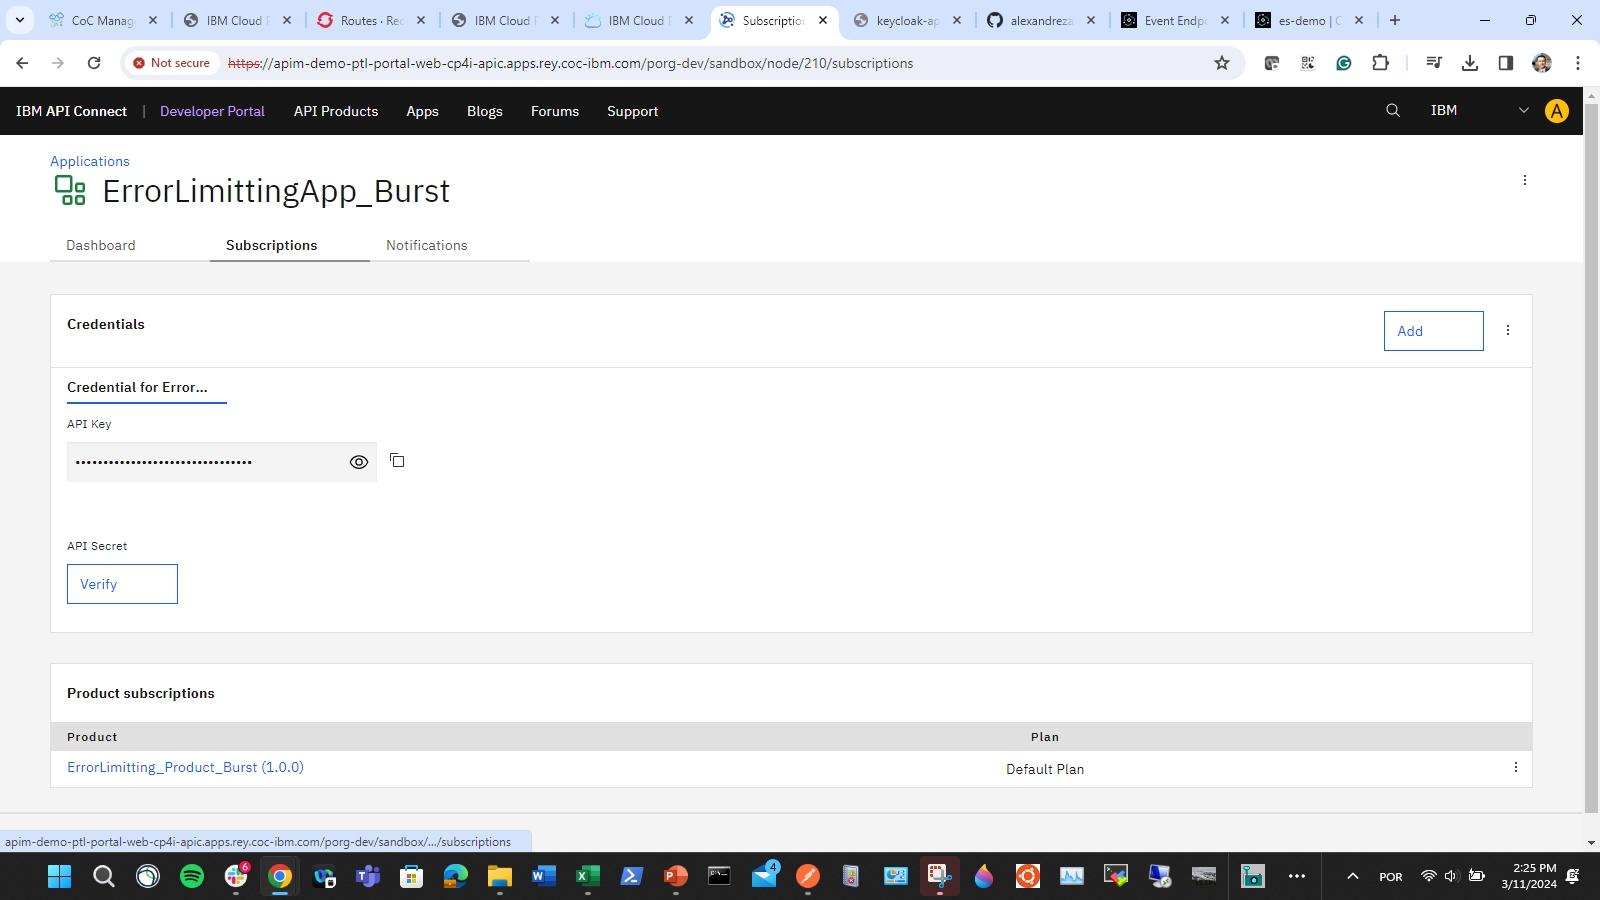 CoC Manag
IBM Cloud P
Routes · Red
IBM Cloud P
IBM Cloud P
Subscription
keycloak-ap
alexandreza
Event Endpo
es-demo | C
Not secure
https://apim-demo-ptl-portal-web-cp4i-apic.apps.rey.coc-ibm.com/porg-dev/sandbox/node/210/subscriptions
IBM API Connect | Developer Portal API Products Apps Blogs Forums Support IBM A
Applications
ErrorLimittingApp_Burst
Dashboard Subscriptions Notifications
Credentials
Add
Credential for Error...
API Key
••••••••••••••••••••••••••••••••
API Secret
Verify
Product subscriptions
Product Plan
ErrorLimitting_Product_Burst (1.0.0) Default Plan
apim-demo-ptl-portal-web-cp4i-apic.apps.rey.coc-ibm.com/porg-dev/sandbox/.../subscriptions
6
4
POR
2:25 PM
3/11/2024